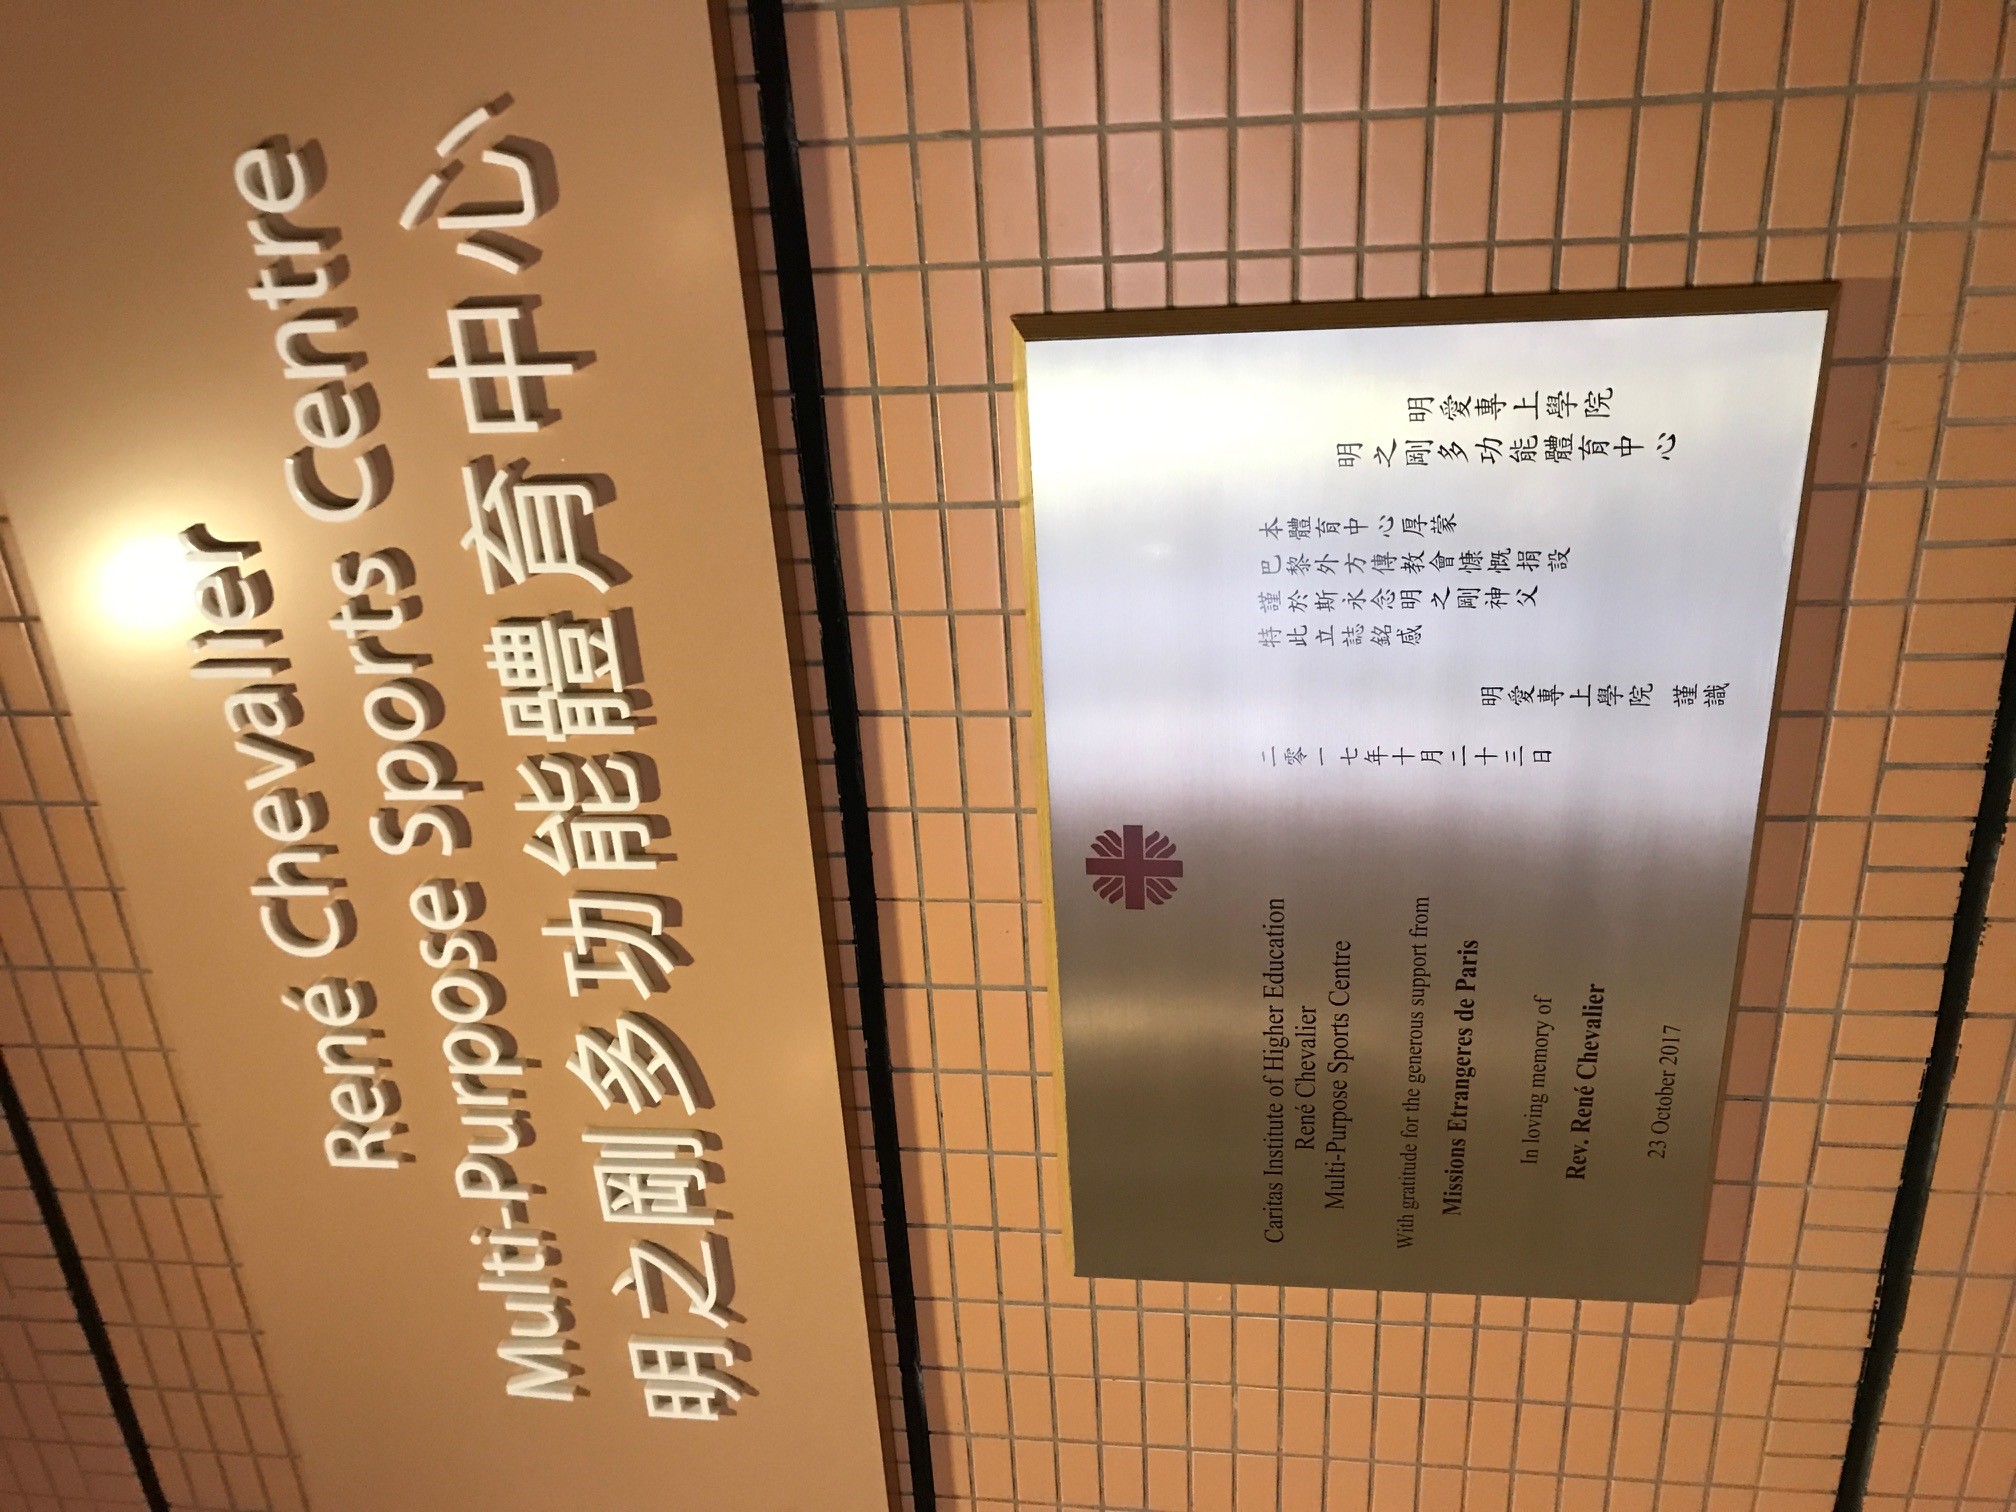 René Chevalier
Multi-Purpose Sports Centre
明之剛多功能體育中心
Caritas Institute of Higher Education
René Chevalier
Multi-Purpose Sports Centre
With gratitude for the generous support from
Missions Etrangeres de Paris
In loving memory of
Rev. René Chevalier
23 October 2017
明愛專上學院
明之剛多功能體育中心
本體育中心厚蒙
巴黎外方傳教會慷慨捐設
謹於斯永念明之剛神父
特此立誌銘感
明愛專上學院 謹識
二零一七年十月二十三日